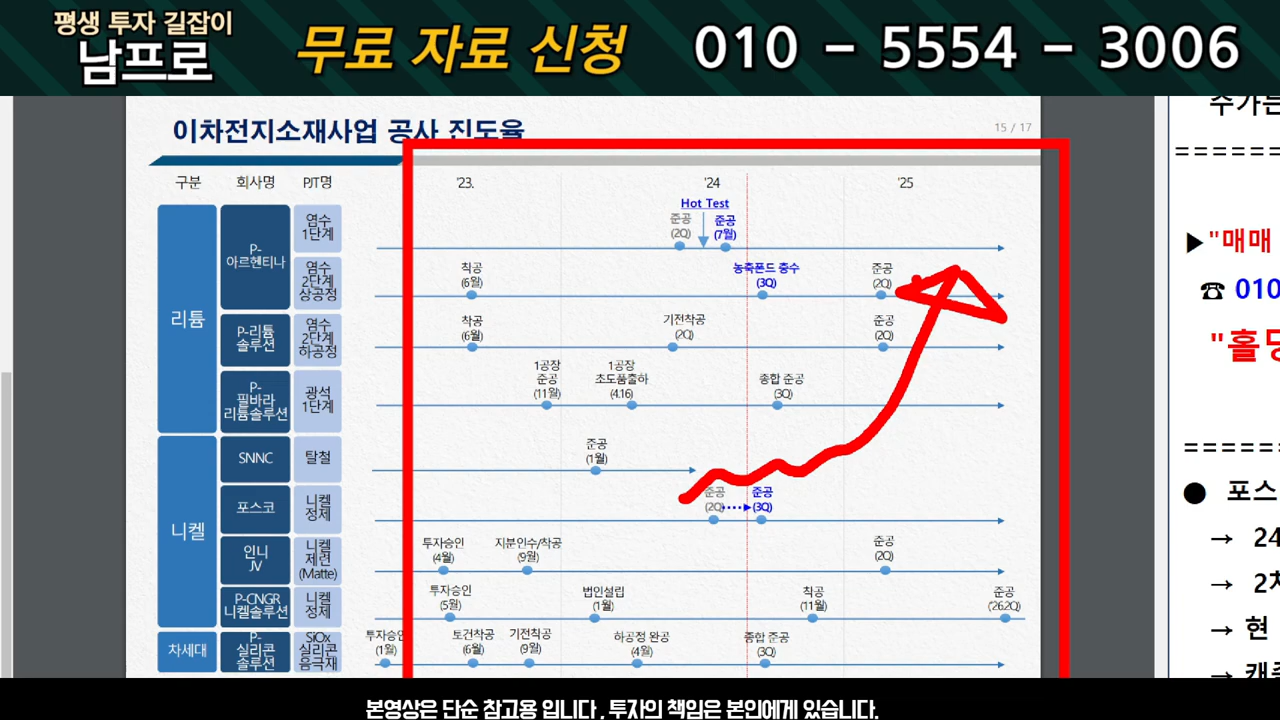 평생 투자 길잡이
남프로
무료 자료 신청
010 - 5554 - 3006
이차전지소재사업 공사 진도율
15 / 17
구분 회사명 PJT명 '23. '24 '25
리튬
P-
아르헨티나
염수
1단계
Hot Test
준공
(2Q)
준공
(7월)
염수
2단계
상공정
착공
(6월)
농축폰드 충수
(3Q)
준공
(2Q)
P-리튬
솔루션
염수
2단계
하공정
착공
(6월)
기전착공
(2Q)
준공
(2Q)
P-
필바라
리튬솔루션
광석
1단계
1공장
준공
(11월)
1공장
초도품출하
(4.16)
종합 준공
(3Q)
니켈
SNNC
탈철
준공
(1월)
포스코
니켈
정제
준공
(2Q)
준공
(3Q)
인니
JV
니켈
제련
(Matte)
투자승인
(4월)
지분인수/착공
(9월)
준공
(2Q)
P-CNGR
니켈솔루션
니켈
정제
투자승인
(5월)
법인설립
(1월)
착공
(11월)
준공
('26.2Q)
차세대
P-
실리콘
솔루션
SiOx
실리콘
음극재
투자승인
(1월)
토건착공
(6월)
기전착공
(9월)
하공정 완공
(4월)
종합 준공
(3Q)
주가는
===========
▶"매매
☎ 010
"홀딩
===========
● 포스
→ 24
→ 2차
→ 현
→ 캐즘
본영상은 단순 참고용 입니다, 투자의 책임은 본인에게 있습니다.